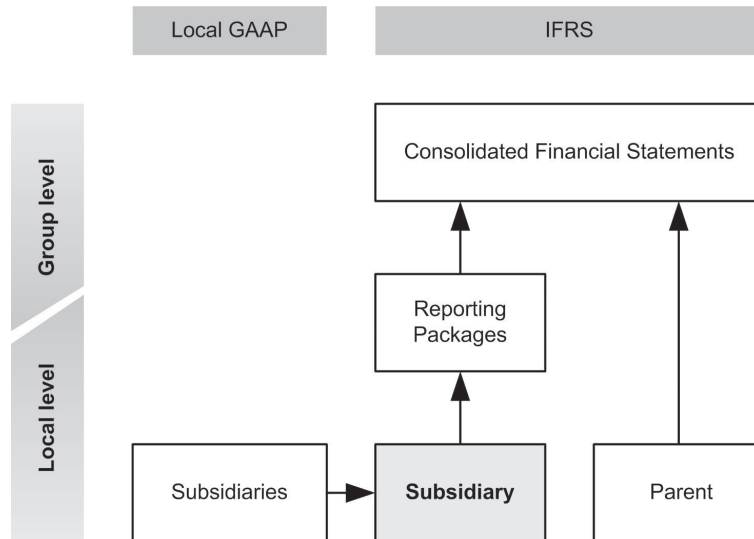 Local GAAP
IFRS
Group level
Local level
Consolidated Financial Statements
Reporting
Packages
Subsidiaries
Subsidiary
Parent